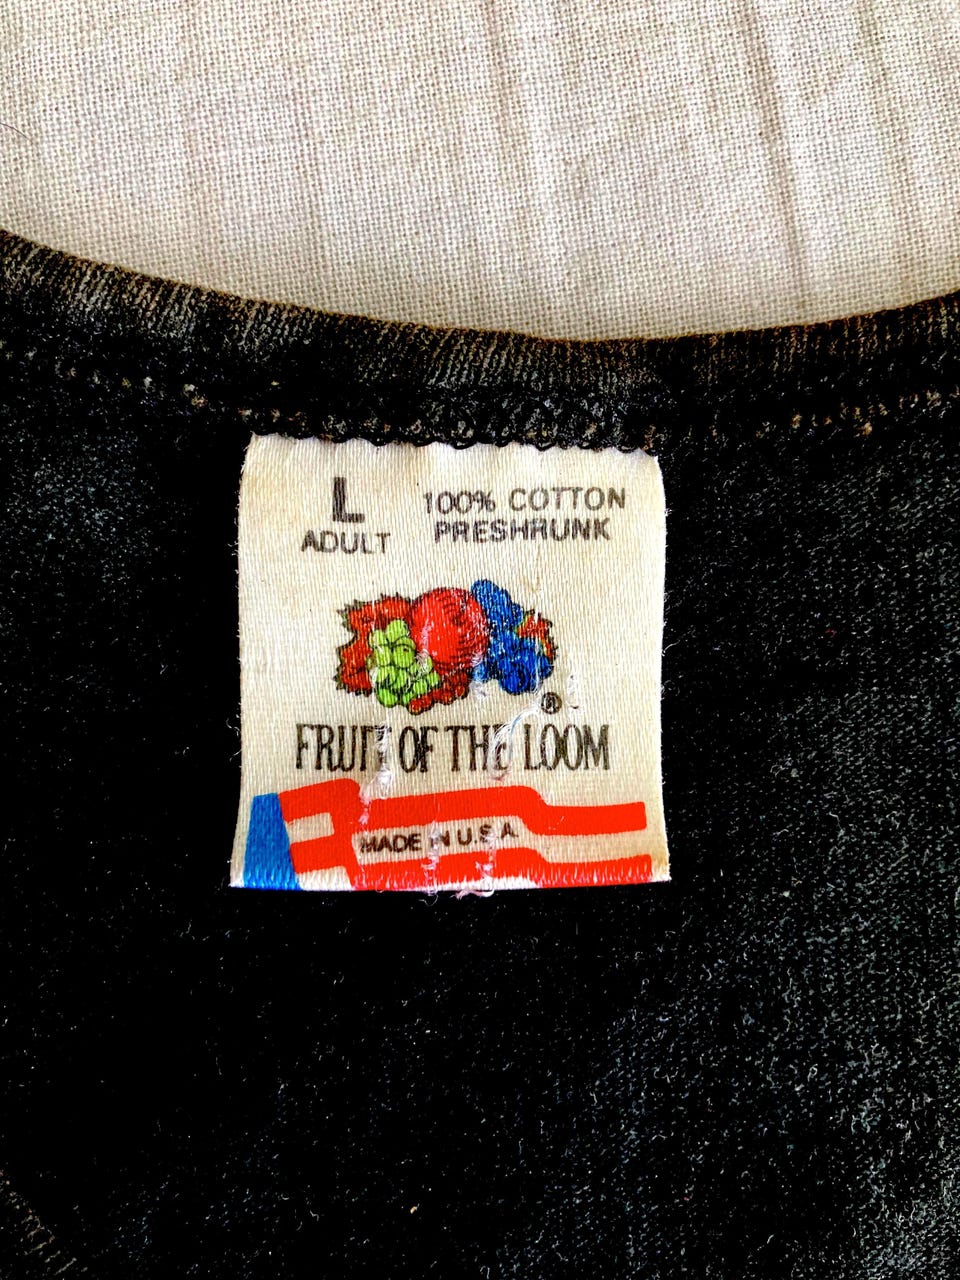 L
ADULT
100% COTTON
PRESHRUNK
®
FRUIT OF THE LOOM
MADE IN U.S.A.